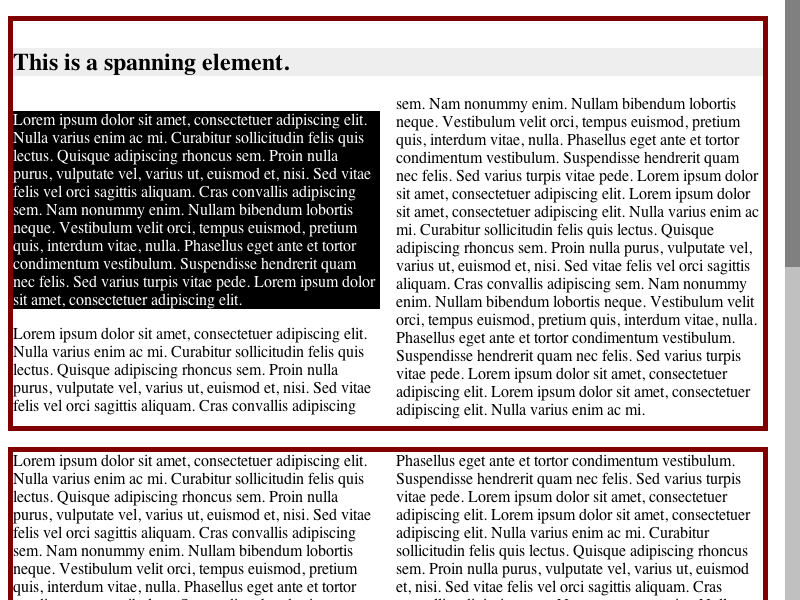 This is a spanning element.
Lorem ipsum dolor sit amet, consectetuer adipiscing elit.
Nulla varius enim ac mi. Curabitur sollicitudin felis quis
lectus. Quisque adipiscing rhoncus sem. Proin nulla
purus, vulputate vel, varius ut, euismod et, nisi. Sed vitae
felis vel orci sagittis aliquam. Cras convallis adipiscing
sem. Nam nonummy enim. Nullam bibendum lobortis
neque. Vestibulum velit orci, tempus euismod, pretium
quis, interdum vitae, nulla. Phasellus eget ante et tortor
condimentum vestibulum. Suspendisse hendrerit quam
nec felis. Sed varius turpis vitae pede. Lorem ipsum dolor
sit amet, consectetuer adipiscing elit.
Lorem ipsum dolor sit amet, consectetuer adipiscing elit.
Nulla varius enim ac mi. Curabitur sollicitudin felis quis
lectus. Quisque adipiscing rhoncus sem. Proin nulla
purus, vulputate vel, varius ut, euismod et, nisi. Sed vitae
felis vel orci sagittis aliquam. Cras convallis adipiscing
sem. Nam nonummy enim. Nullam bibendum lobortis
neque. Vestibulum velit orci, tempus euismod, pretium
quis, interdum vitae, nulla. Phasellus eget ante et tortor
condimentum vestibulum. Suspendisse hendrerit quam
nec felis. Sed varius turpis vitae pede. Lorem ipsum dolor
sit amet, consectetuer adipiscing elit. Lorem ipsum dolor
sit amet, consectetuer adipiscing elit. Nulla varius enim ac
mi. Curabitur sollicitudin felis quis lectus. Quisque
adipiscing rhoncus sem. Proin nulla purus, vulputate vel,
varius ut, euismod et, nisi. Sed vitae felis vel orci sagittis
aliquam. Cras convallis adipiscing sem. Nam nonummy
enim. Nullam bibendum lobortis neque. Vestibulum velit
orci, tempus euismod, pretium quis, interdum vitae, nulla.
Phasellus eget ante et tortor condimentum vestibulum.
Suspendisse hendrerit quam nec felis. Sed varius turpis
vitae pede. Lorem ipsum dolor sit amet, consectetuer
adipiscing elit. Lorem ipsum dolor sit amet, consectetuer
adipiscing elit. Nulla varius enim ac mi.
Lorem ipsum dolor sit amet, consectetuer adipiscing elit.
Nulla varius enim ac mi. Curabitur sollicitudin felis quis
lectus. Quisque adipiscing rhoncus sem. Proin nulla
purus, vulputate vel, varius ut, euismod et, nisi. Sed vitae
felis vel orci sagittis aliquam. Cras convallis adipiscing
sem. Nam nonummy enim. Nullam bibendum lobortis
neque. Vestibulum velit orci, tempus euismod, pretium
quis, interdum vitae, nulla. Phasellus eget ante et tortor
Phasellus eget ante et tortor condimentum vestibulum.
Suspendisse hendrerit quam nec felis. Sed varius turpis
vitae pede. Lorem ipsum dolor sit amet, consectetuer
adipiscing elit. Lorem ipsum dolor sit amet, consectetuer
adipiscing elit. Nulla varius enim ac mi. Curabitur
sollicitudin felis quis lectus. Quisque adipiscing rhoncus
sem. Proin nulla purus, vulputate vel, varius ut, euismod
et, nisi. Sed vitae felis vel orci sagittis aliquam. Cras